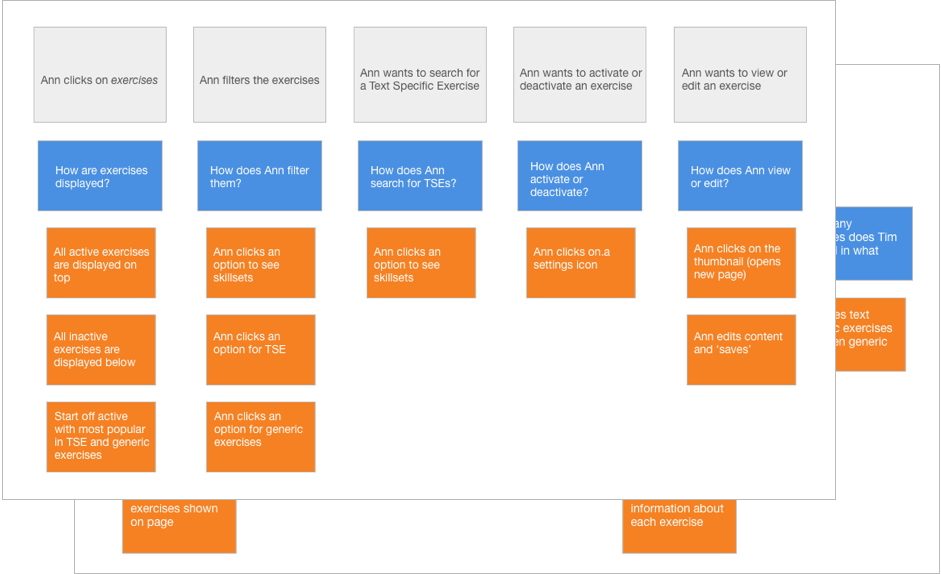 Ann clicks on exercises
Ann filters the exercises
Ann wants to search for
a Text Specific Exercise
Ann wants to activate or
deactivate an exercise
Ann wants to view or
edit an exercise
How are exercises
displayed?
How does Ann filter
them?
How does Ann
search for TSEs?
How does Ann
activate or
deactivate?
How does Ann view
or edit?
All active exercises
are displayed on
top
Ann clicks an
option to see
skillsets
Ann clicks an
option to see
skillsets
Ann clicks on.a
settings icon
Ann clicks on the
thumbnail (opens
new page)
All inactive
exercises are
displayed below
Ann clicks an
option for TSE
Ann edits content
and 'saves'
Start off active
with most popular
in TSE and generic
exercises
Ann clicks an
option for generic
exercises
does Tim
in what
text
exercises
generic
exercises shown
on page
information about
each exercise